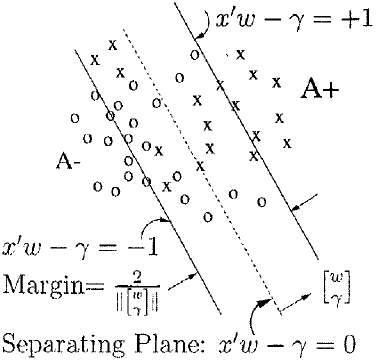 x′w − γ = +1
A+
A-
x′w − γ = −1
Margin= 2 / ‖[w γ]‖
[w γ]
Separating Plane: x′w − γ = 0